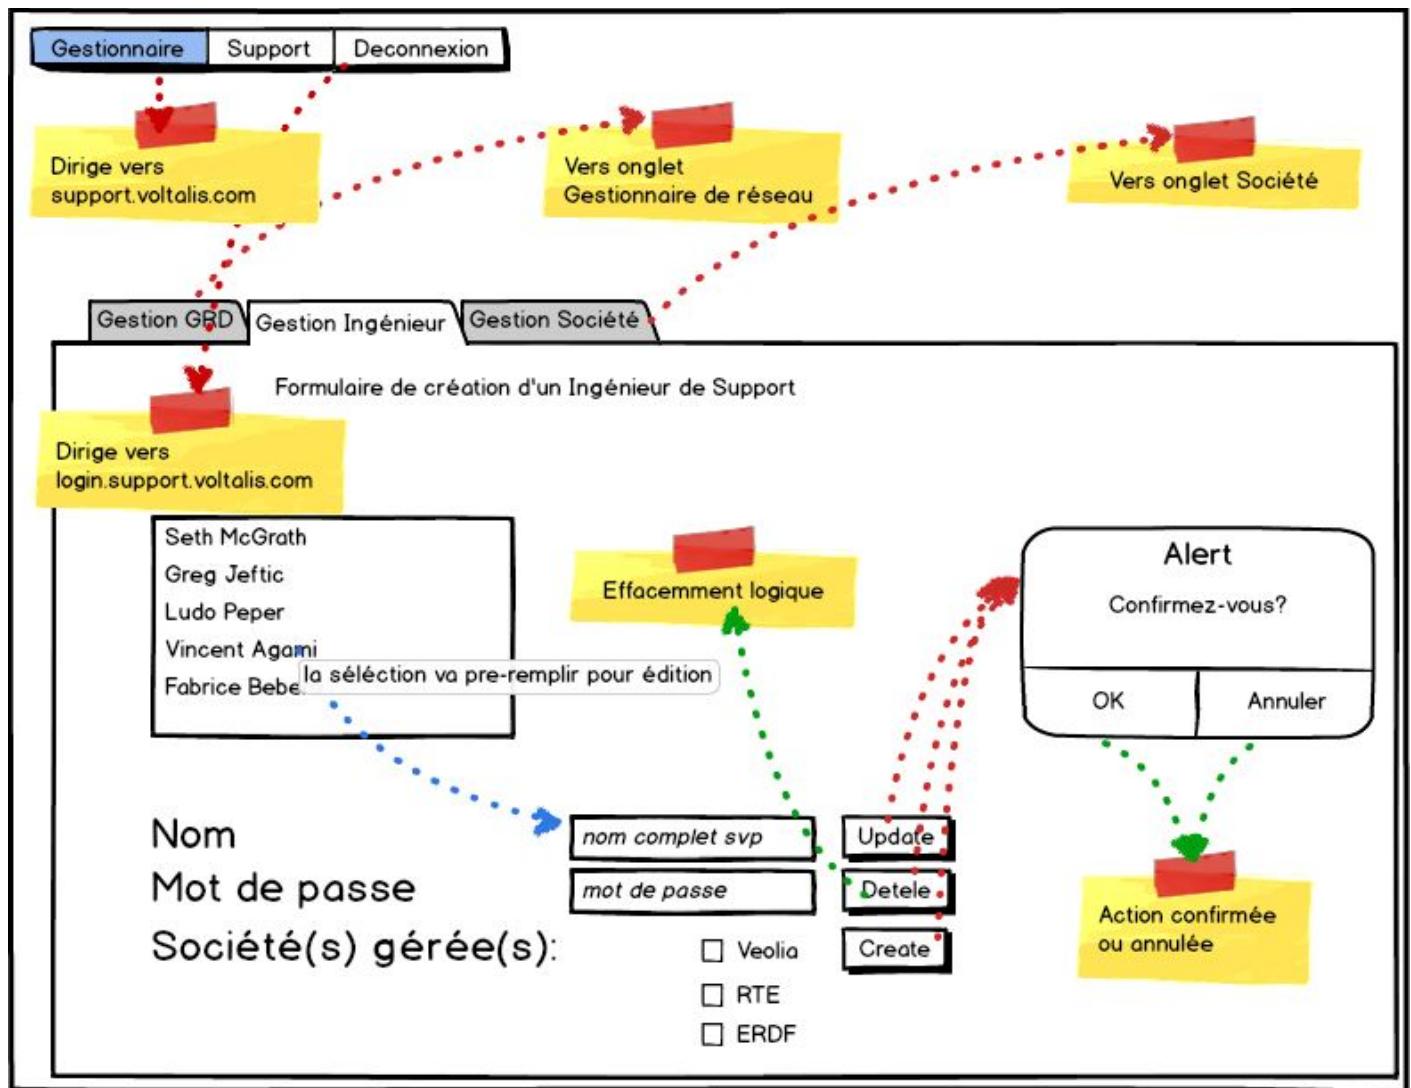 Gestionnaire Support Deconnexion
Dirige vers
support.voltalis.com
Vers onglet
Gestionnaire de réseau
Vers onglet Société
Gestion GRD Gestion Ingénieur Gestion Société
Formulaire de création d'un Ingénieur de Support
Dirige vers
login.support.voltalis.com
Seth McGrath
Greg Jeftic
Ludo Peper
Vincent Agami
Fabrice Bebe
la séléction va pre-remplir pour édition
Effacemment logique
Alert
Confirmez-vous?
OK Annuler
Nom
nom complet svp
Update
Mot de passe
mot de passe
Detele
Société(s) gérée(s):
Veolia
RTE
ERDF
Create
Action confirmée
ou annulée